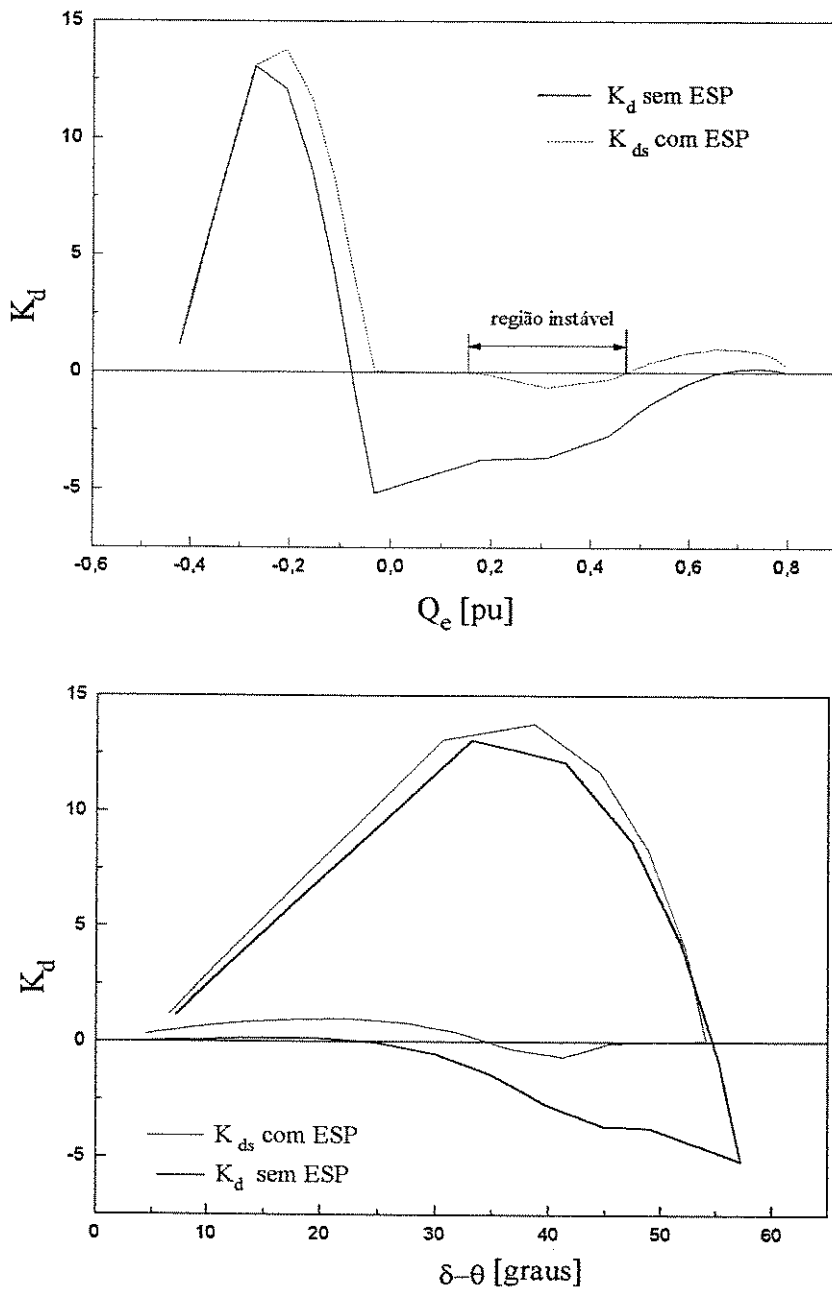 15
10
5
0
-5
K_d
K_d sem ESP
K_ds com ESP
região instável
-0,6 -0,4 -0,2 0,0 0,2 0,4 0,6 0,8
Q_e [pu]
15
10
5
0
-5
K_d
K_ds com ESP
K_d sem ESP
0 10 20 30 40 50 60
δ-θ [graus]